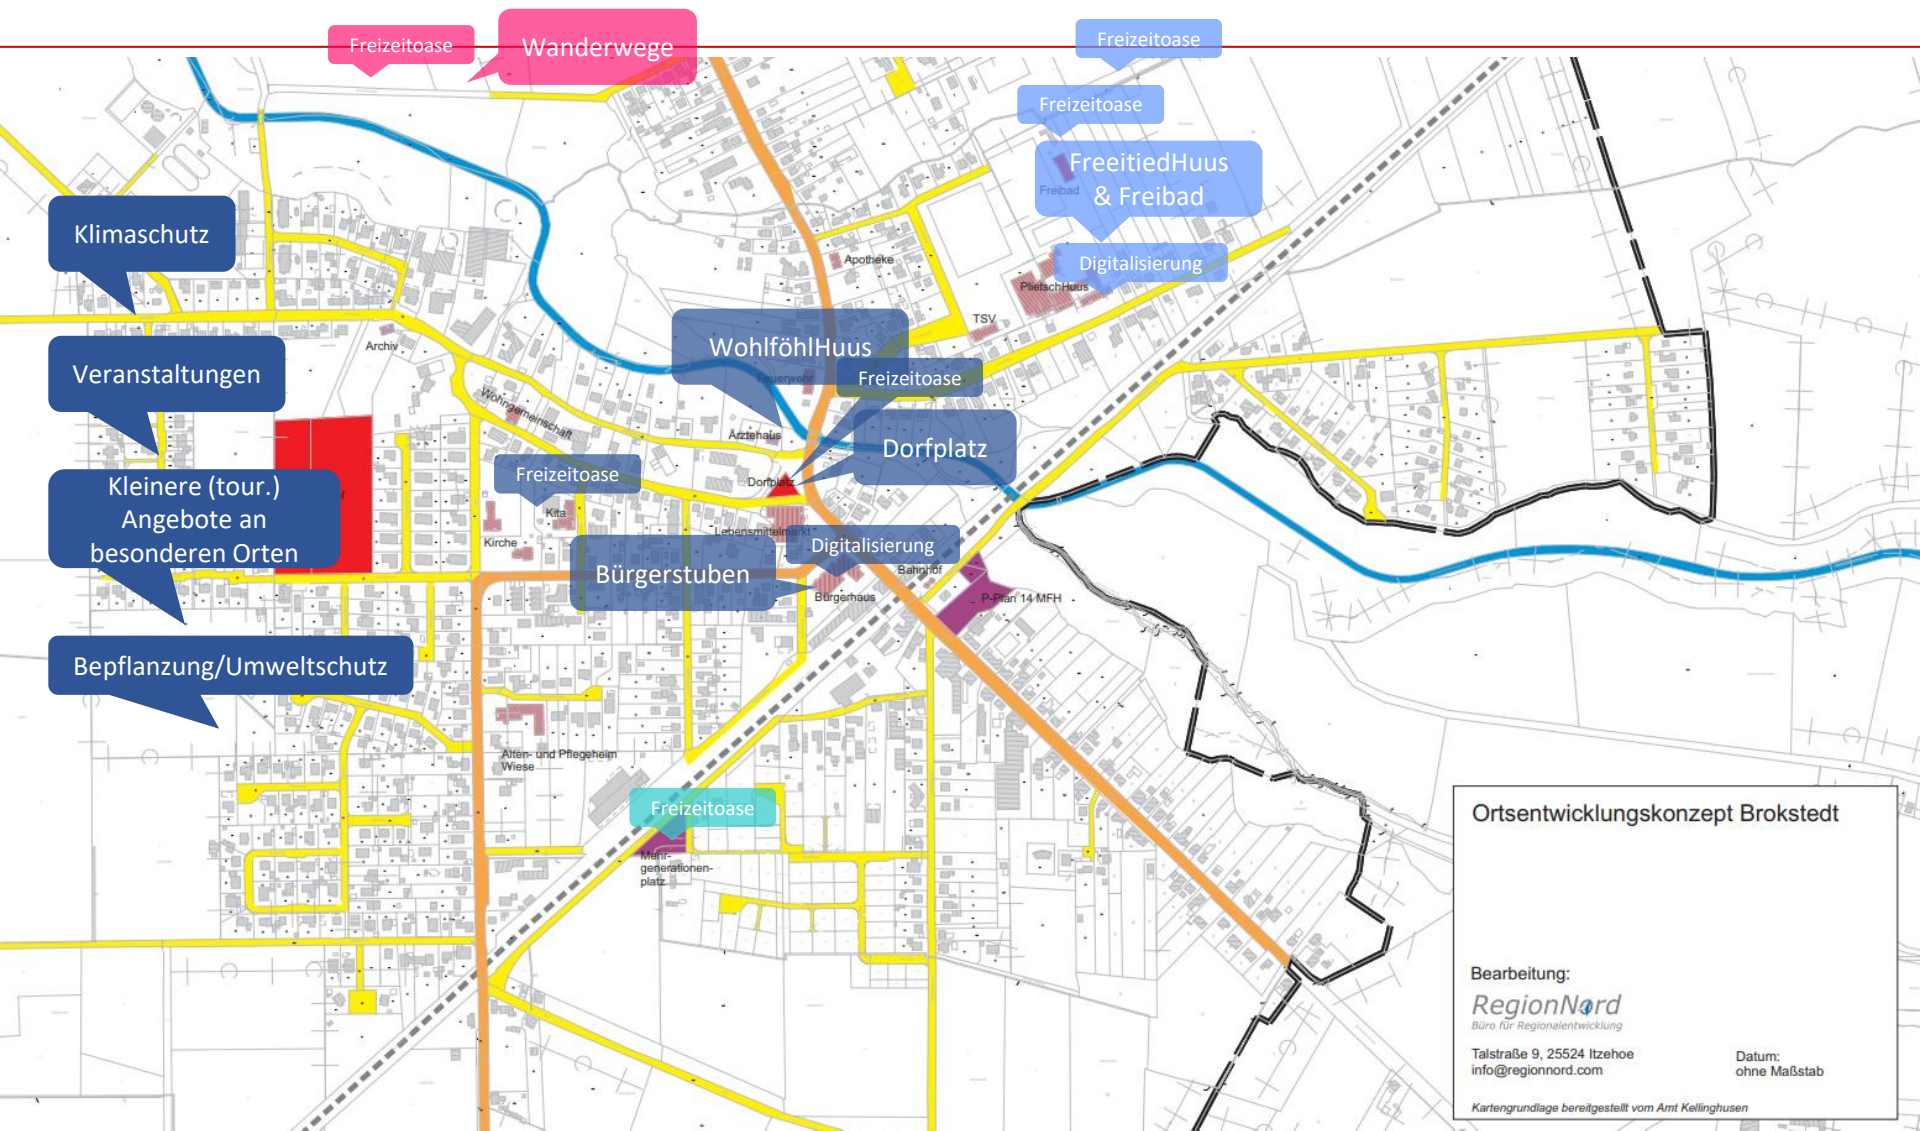 Freizeitoase
Wanderwege
Freizeitoase
Freizeitoase
FreeitiedHuus
& Freibad
Freibad
Klimaschutz
Apotheke
Digitalisierung
PlietschHuus
TSV
Archiv
WohlföhlHuus
Feuerwehr
Freizeitoase
Veranstaltungen
Wohngemeinschaft
Ärztehaus
Dorfplatz
Freizeitoase
Dorfplatz
Kleinere (tour.)
Angebote an
besonderen Orten
Kita
Kirche
Lebensmittelmarkt
Digitalisierung
Bürgerstuben
Bahnhof
Bürgerhaus
P-Plan 14 MFH
Bepflanzung/Umweltschutz
Alten- und Pflegeheim
Wiese
Freizeitoase
Mehr-
generationen-
platz
Ortsentwicklungskonzept Brokstedt
Bearbeitung:
RegionNord
Büro für Regionalentwicklung
Talstraße 9, 25524 Itzehoe
info@regionnord.com
Datum:
ohne Maßstab
Kartengrundlage bereitgestellt vom Amt Kellinghusen